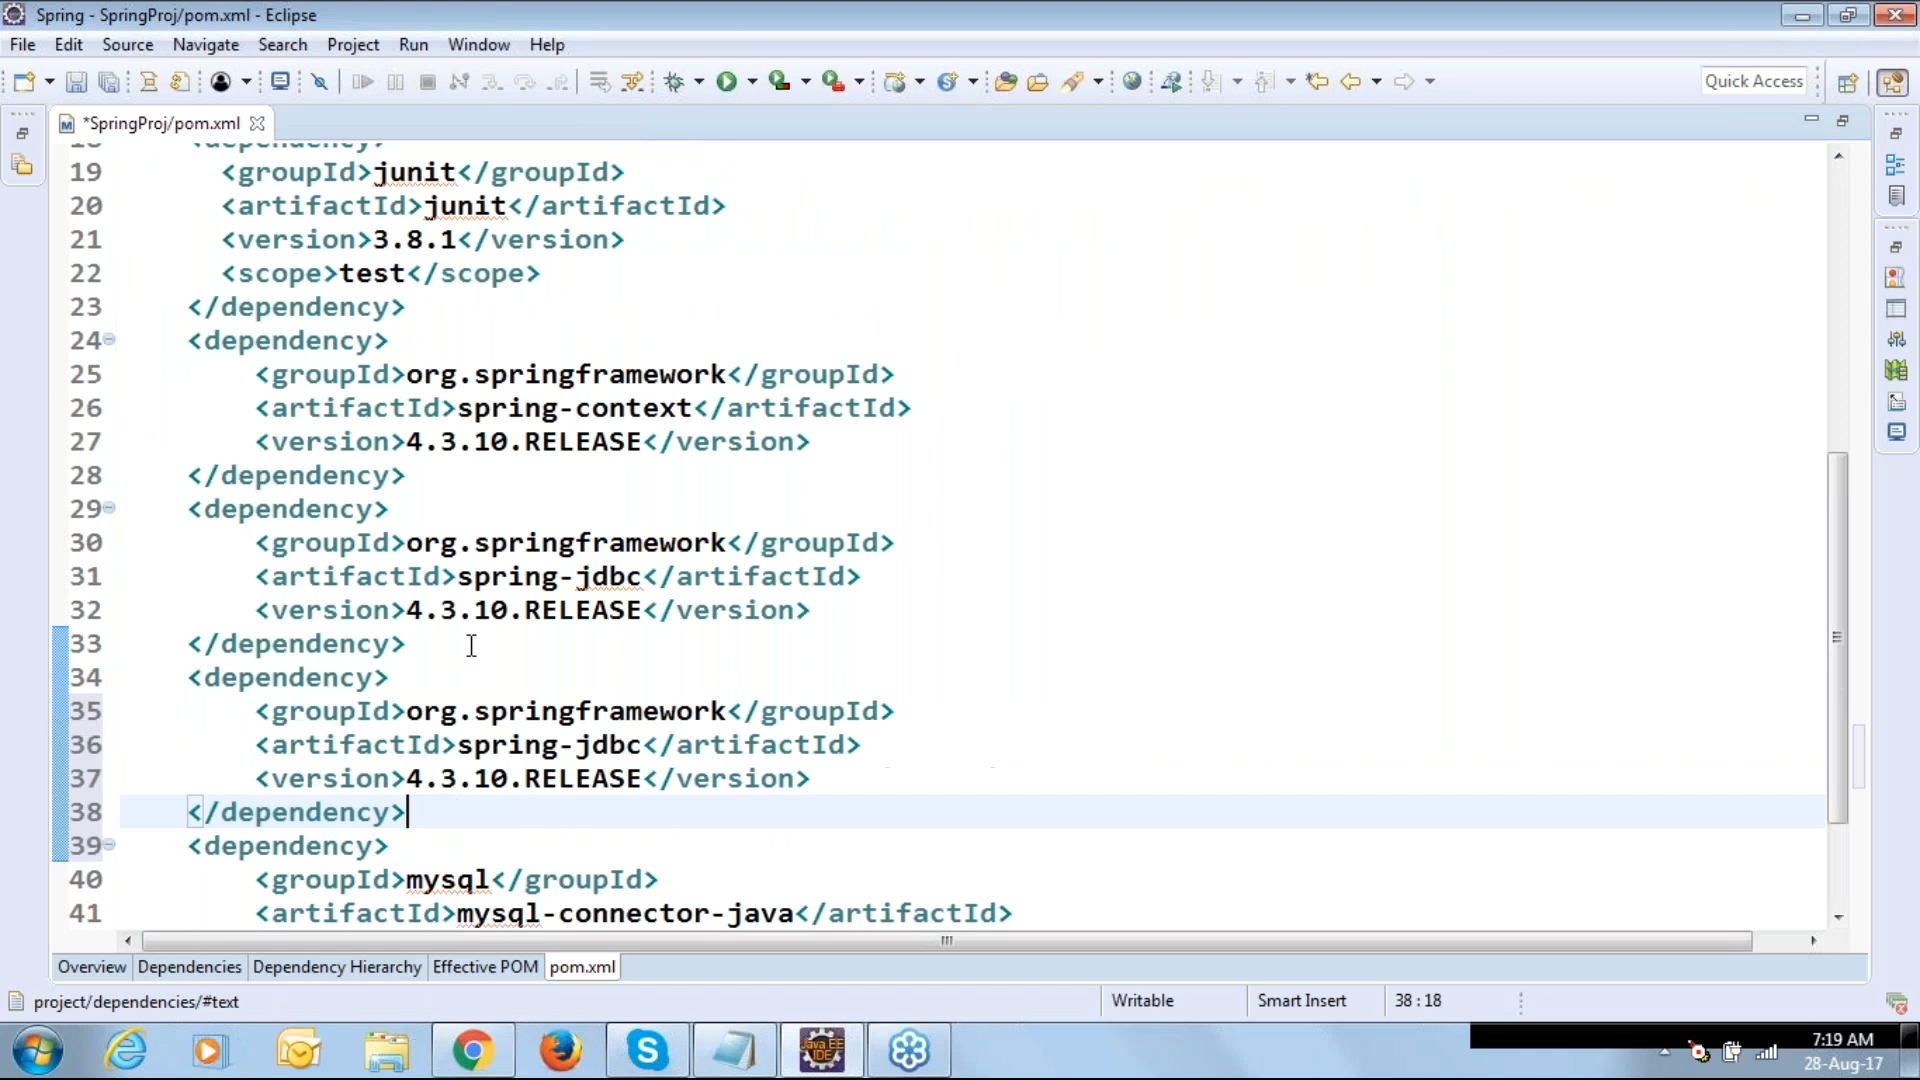 Spring - SpringProj/pom.xml - Eclipse
File Edit Source Navigate Search Project Run Window Help
Quick Access
*SpringProj/pom.xml
18 <dependency>
19 <groupId>junit</groupId>
20 <artifactId>junit</artifactId>
21 <version>3.8.1</version>
22 <scope>test</scope>
23 </dependency>
24 <dependency>
25 <groupId>org.springframework</groupId>
26 <artifactId>spring-context</artifactId>
27 <version>4.3.10.RELEASE</version>
28 </dependency>
29 <dependency>
30 <groupId>org.springframework</groupId>
31 <artifactId>spring-jdbc</artifactId>
32 <version>4.3.10.RELEASE</version>
33 </dependency>
34 <dependency>
35 <groupId>org.springframework</groupId>
36 <artifactId>spring-jdbc</artifactId>
37 <version>4.3.10.RELEASE</version>
38 </dependency>
39 <dependency>
40 <groupId>mysql</groupId>
41 <artifactId>mysql-connector-java</artifactId>
Overview Dependencies Dependency Hierarchy Effective POM pom.xml
project/dependencies/#text Writable Smart Insert 38 : 18
Java EE IDE
7:19 AM
28-Aug-17